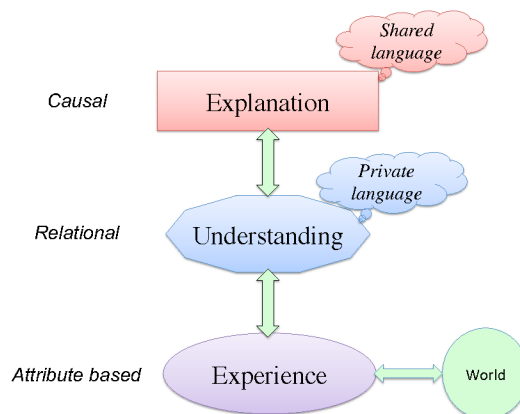 Shared
language
Causal
Explanation
Private
language
Relational
Understanding
Attribute based
Experience
World